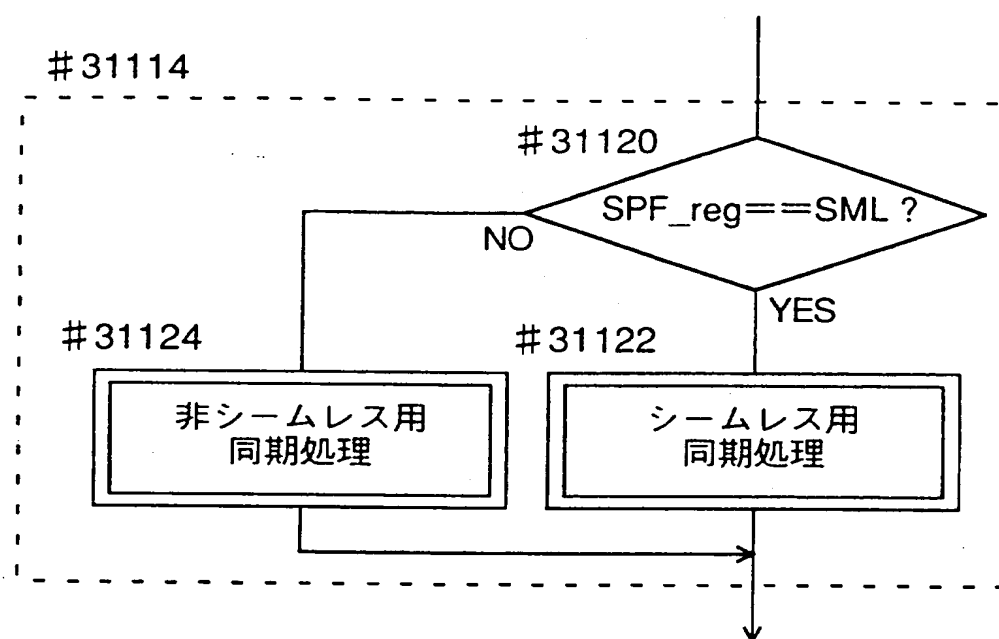 #31114
#31120
SPF_reg==SML ?
NO
YES
#31124
#31122
非シームレス用
同期処理
シームレス用
同期処理